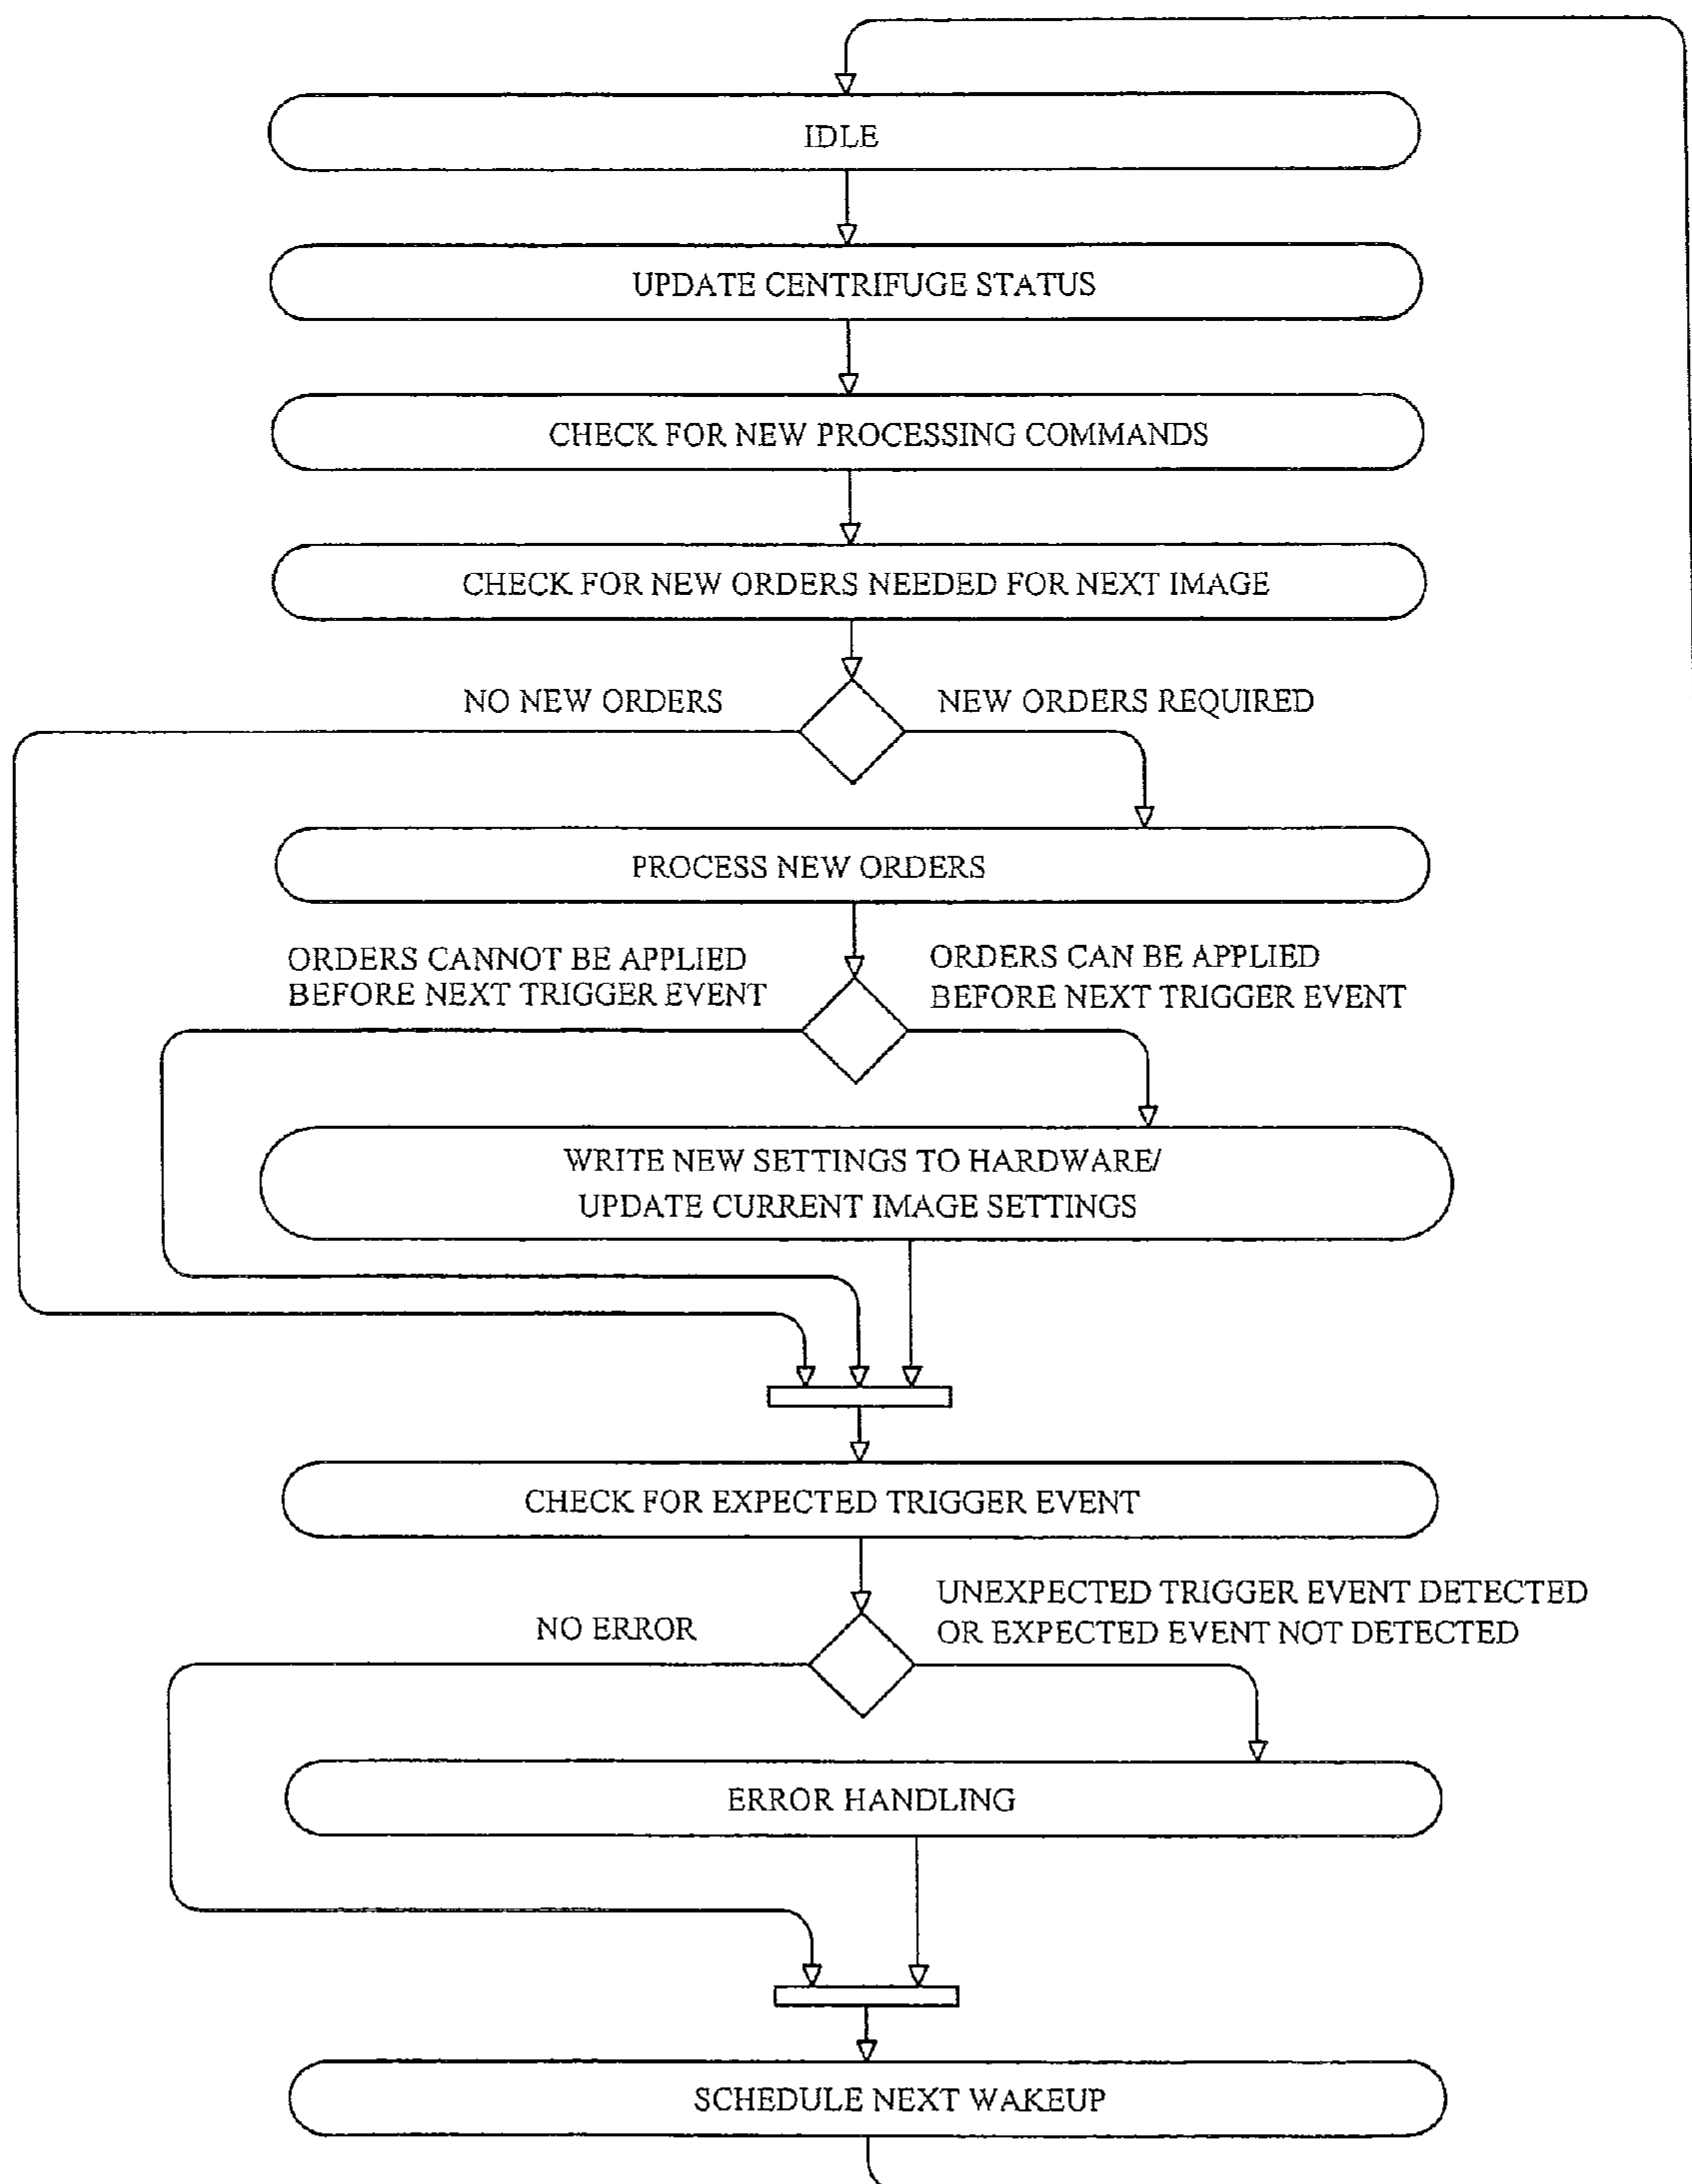 IDLE
UPDATE CENTRIFUGE STATUS
CHECK FOR NEW PROCESSING COMMANDS
CHECK FOR NEW ORDERS NEEDED FOR NEXT IMAGE
NO NEW ORDERS
NEW ORDERS REQUIRED
PROCESS NEW ORDERS
ORDERS CANNOT BE APPLIED
BEFORE NEXT TRIGGER EVENT
ORDERS CAN BE APPLIED
BEFORE NEXT TRIGGER EVENT
WRITE NEW SETTINGS TO HARDWARE/
UPDATE CURRENT IMAGE SETTINGS
CHECK FOR EXPECTED TRIGGER EVENT
NO ERROR
UNEXPECTED TRIGGER EVENT DETECTED
OR EXPECTED EVENT NOT DETECTED
ERROR HANDLING
SCHEDULE NEXT WAKEUP